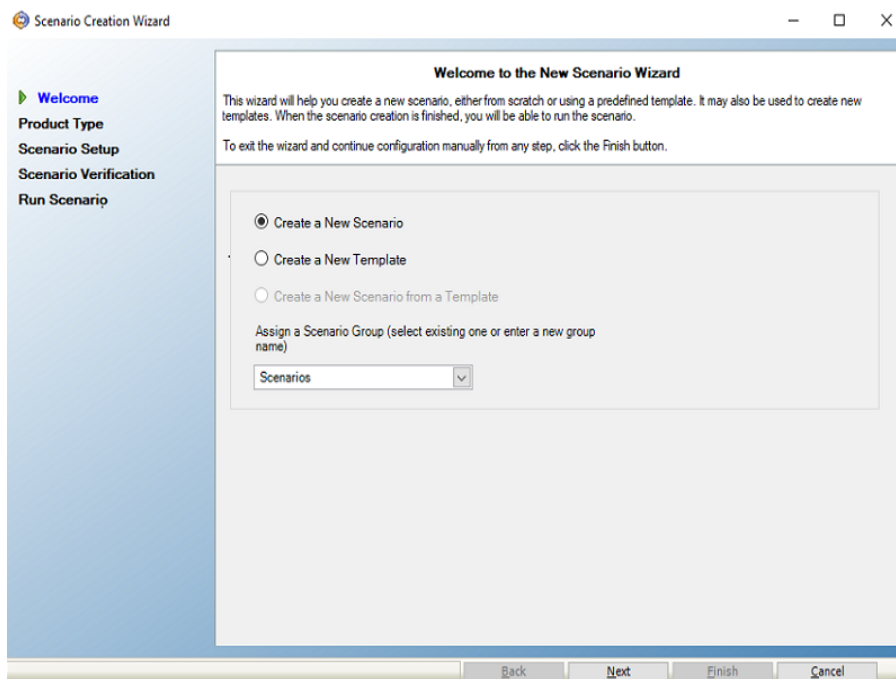 Scenario Creation Wizard
Welcome
Product Type
Scenario Setup
Scenario Verification
Run Scenario
Welcome to the New Scenario Wizard
This wizard will help you create a new scenario, either from scratch or using a predefined template. It may also be used to create new
templates. When the scenario creation is finished, you will be able to run the scenario.
To exit the wizard and continue configuration manually from any step, click the Finish button.
Create a New Scenario
Create a New Template
Create a New Scenario from a Template
Assign a Scenario Group (select existing one or enter a new group
name)
Scenarios
Back Next Finish Cancel